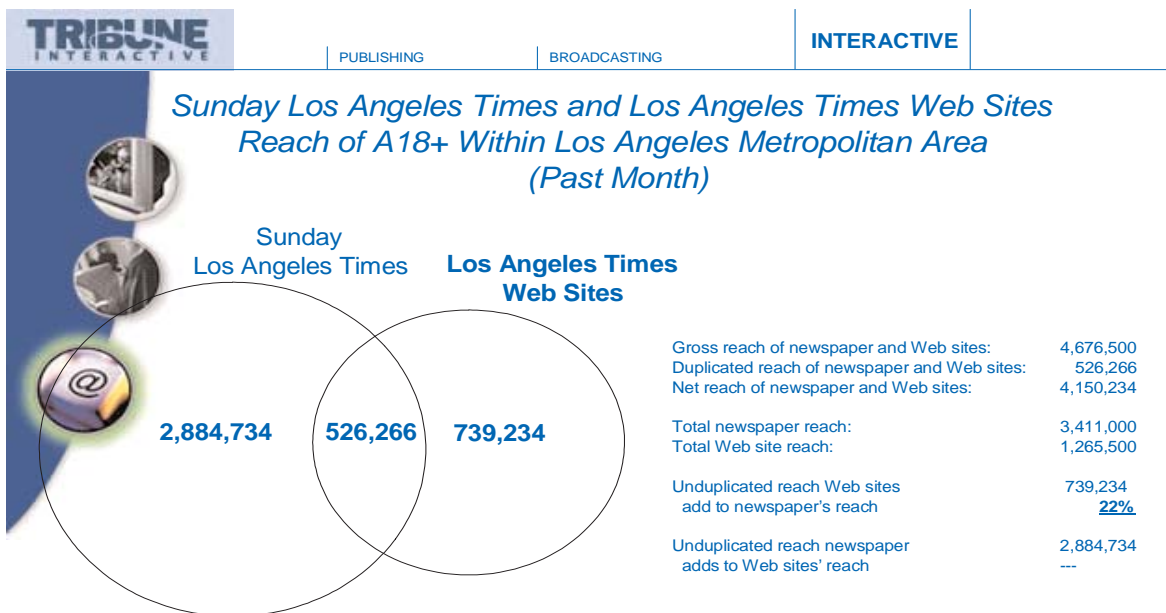 TRIBUNE
INTERACTIVE
PUBLISHING
BROADCASTING
INTERACTIVE
Sunday Los Angeles Times and Los Angeles Times Web Sites
Reach of A18+ Within Los Angeles Metropolitan Area
(Past Month)
Sunday
Los Angeles Times
Los Angeles Times
Web Sites
@
2,884,734
526,266
739,234
Gross reach of newspaper and Web sites: 4,676,500
Duplicated reach of newspaper and Web sites: 526,266
Net reach of newspaper and Web sites: 4,150,234
Total newspaper reach: 3,411,000
Total Web site reach: 1,265,500
Unduplicated reach Web sites 739,234
add to newspaper's reach 22%
Unduplicated reach newspaper 2,884,734
adds to Web sites' reach ---